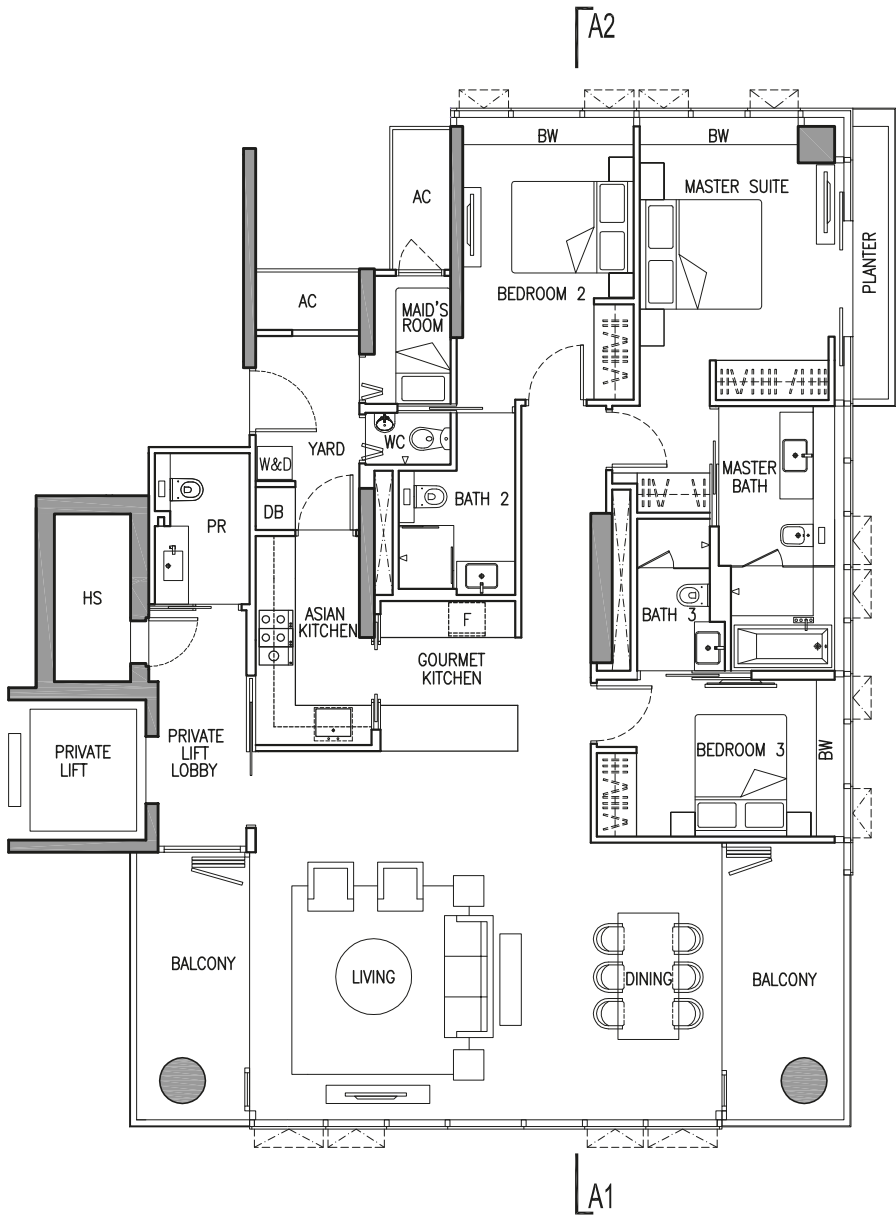 A2
BW
BW
AC
MASTER SUITE
PLANTER
AC
BEDROOM 2
MAID'S
ROOM
YARD
WC
W&D
MASTER
BATH
BATH 2
DB
PR
HS
ASIAN
KITCHEN
F
BATH 3
GOURMET
KITCHEN
PRIVATE
LIFT
PRIVATE
LIFT
LOBBY
BEDROOM 3
BW
BALCONY
LIVING
DINING
BALCONY
A1